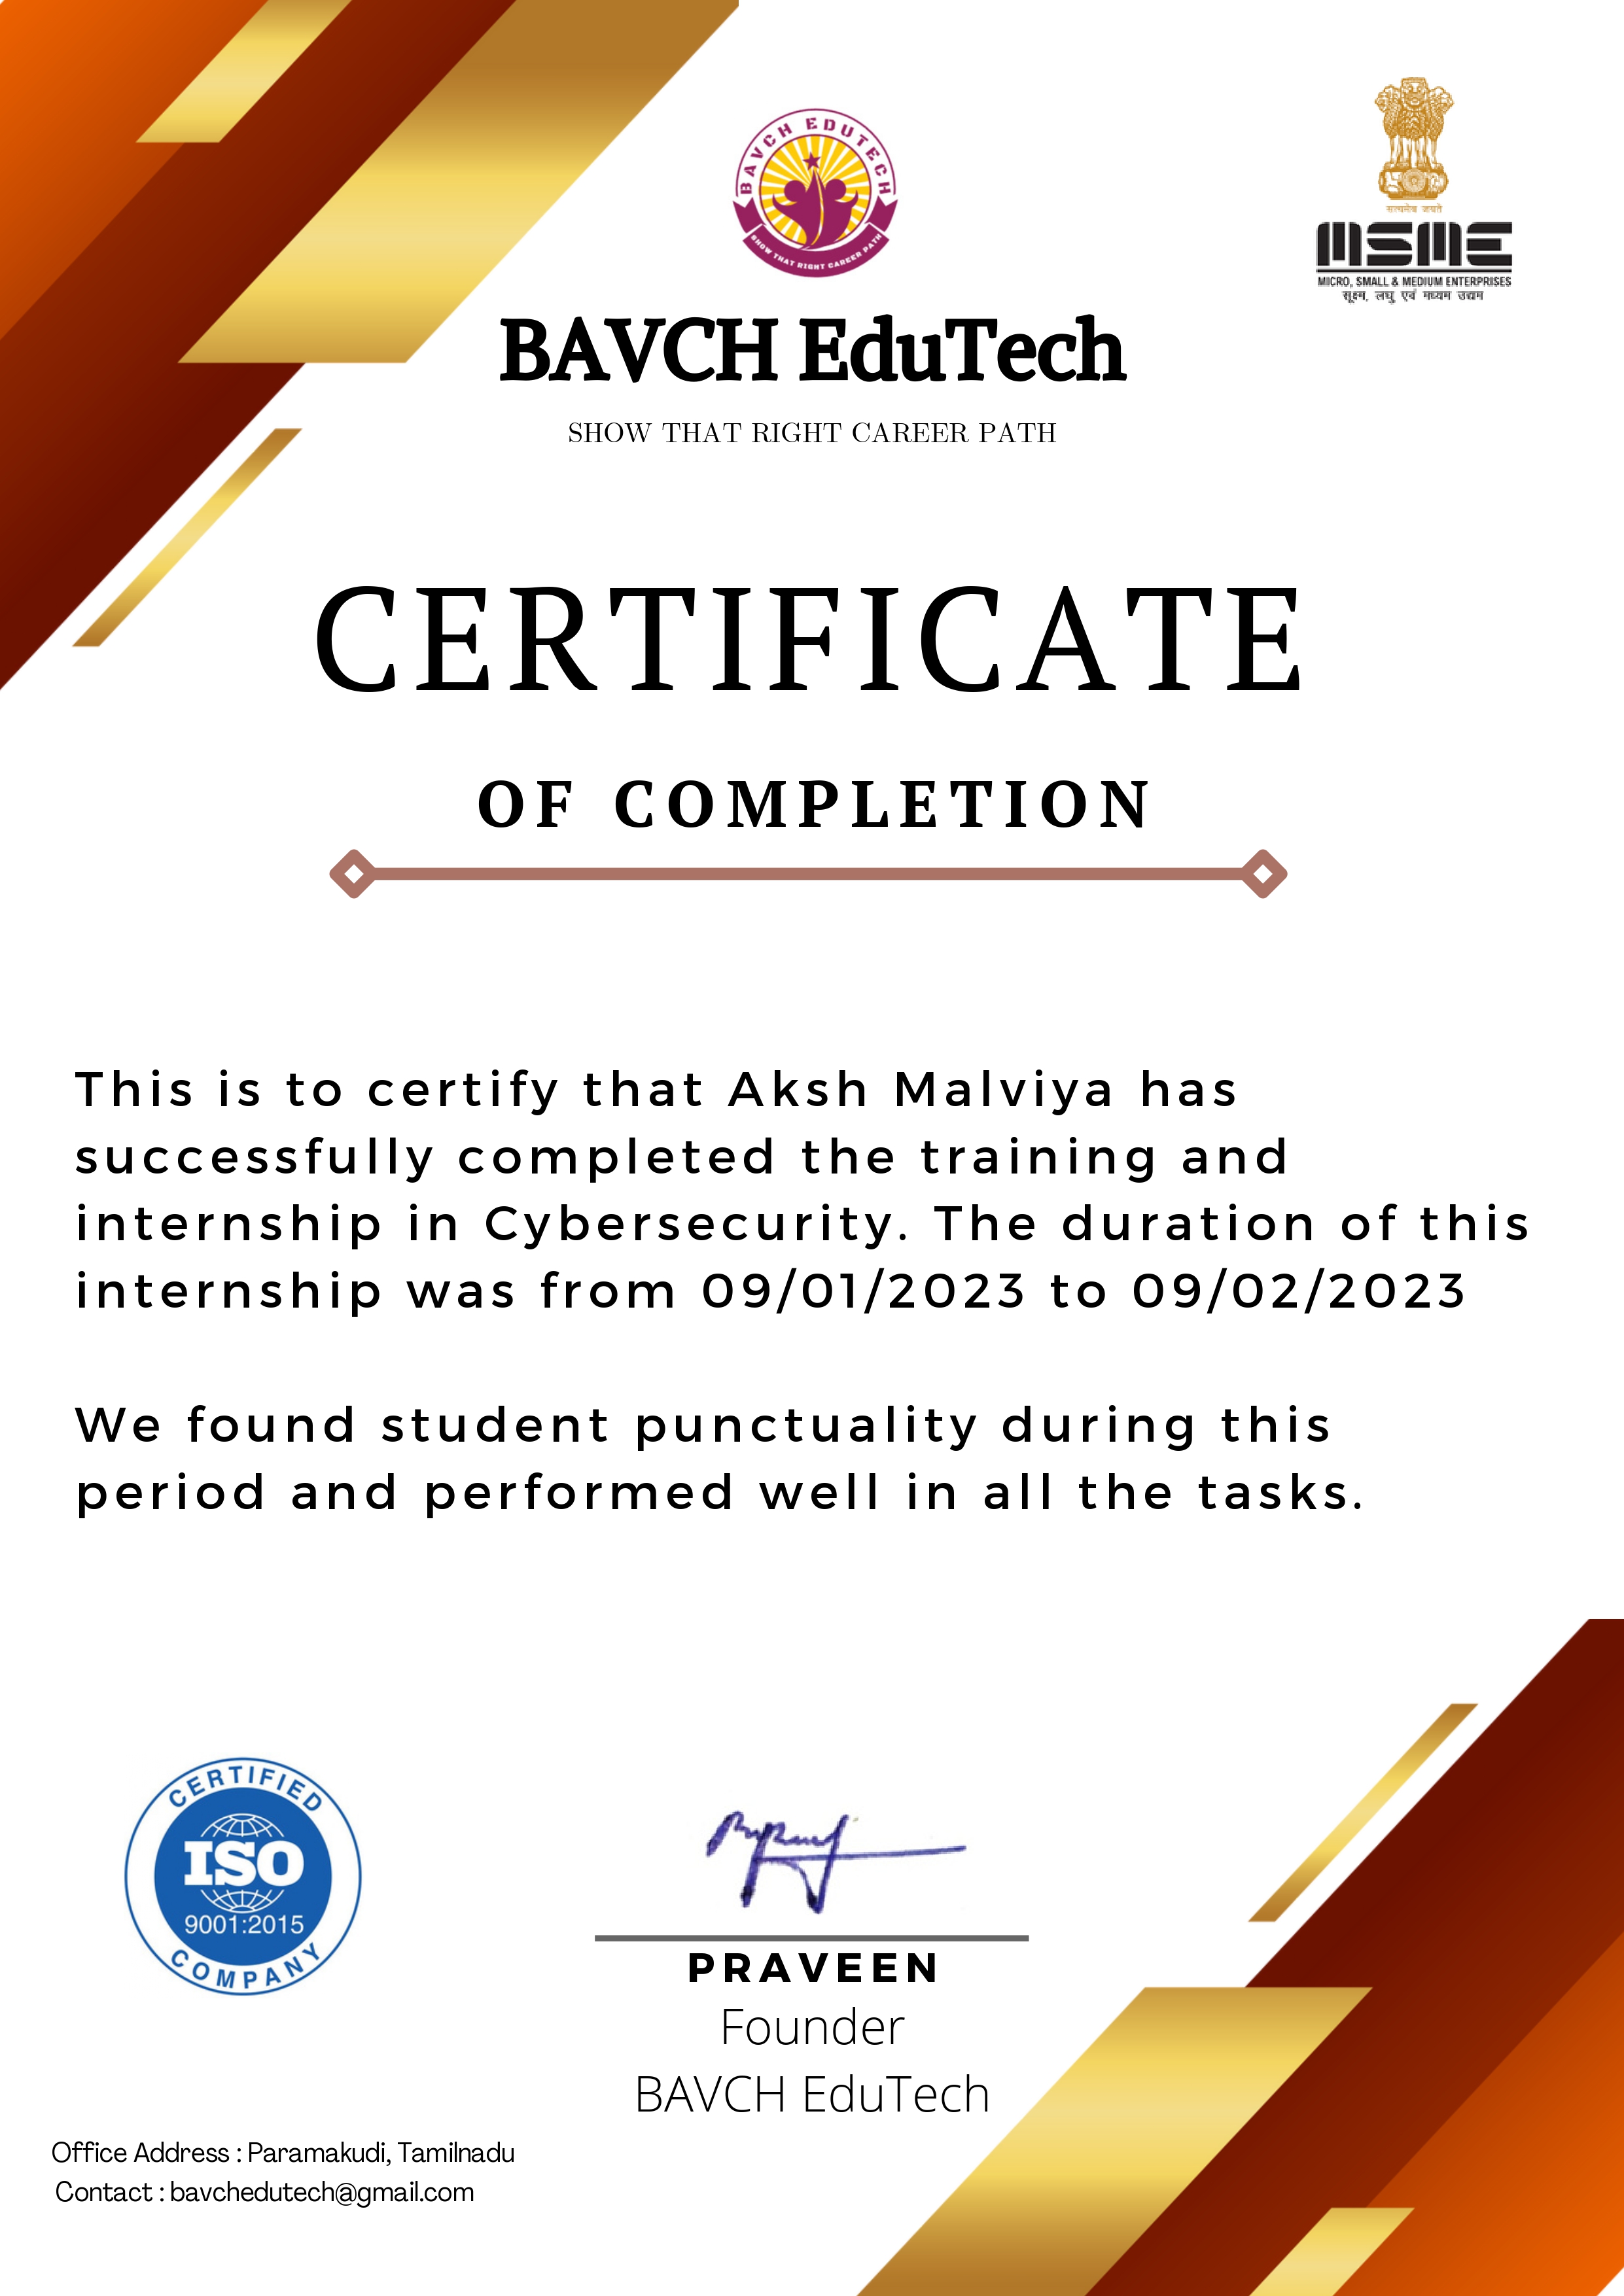 BAVCH EDUTECH
SHOW THAT RIGHT CAREER PATH
सत्यमेव जयते
MSME
MICRO, SMALL & MEDIUM ENTERPRISES
सूक्ष्म, लघु एवं मध्यम उद्यम
BAVCH EduTech
SHOW THAT RIGHT CAREER PATH
CERTIFICATE
OF COMPLETION
This is to certify that Aksh Malviya has
successfully completed the training and
internship in Cybersecurity. The duration of this
internship was from 09/01/2023 to 09/02/2023
We found student punctuality during this
period and performed well in all the tasks.
CERTIFIED
ISO
9001:2015
COMPANY
PRAVEEN
Founder
BAVCH EduTech
Office Address : Paramakudi, Tamilnadu
Contact : bavchedutech@gmail.com